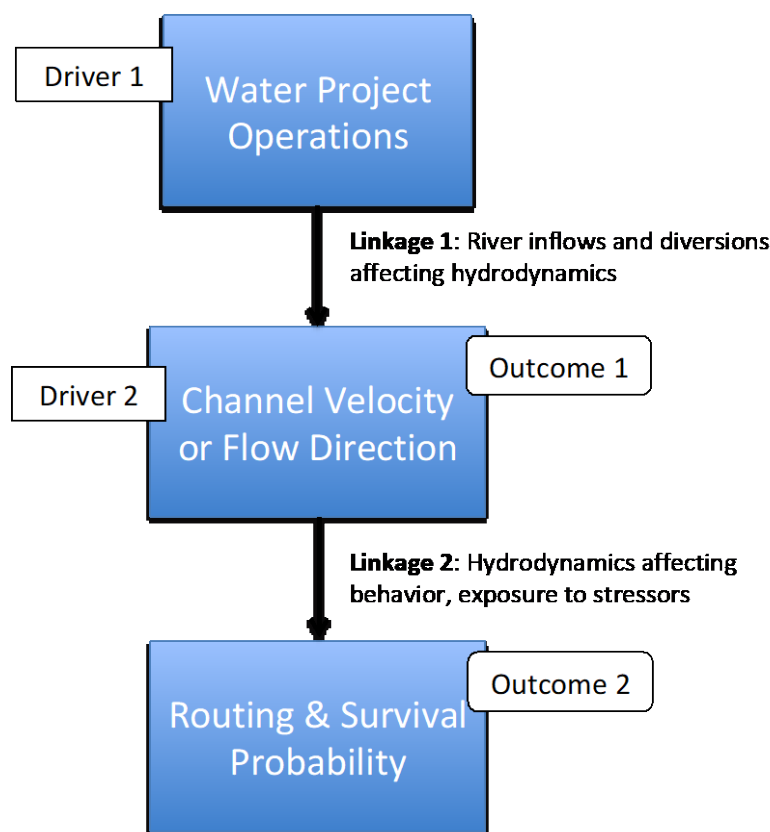 Driver 1
Water Project
Operations
Linkage 1: River inflows and diversions
affecting hydrodynamics
Outcome 1
Driver 2
Channel Velocity
or Flow Direction
Linkage 2: Hydrodynamics affecting
behavior, exposure to stressors
Outcome 2
Routing & Survival
Probability